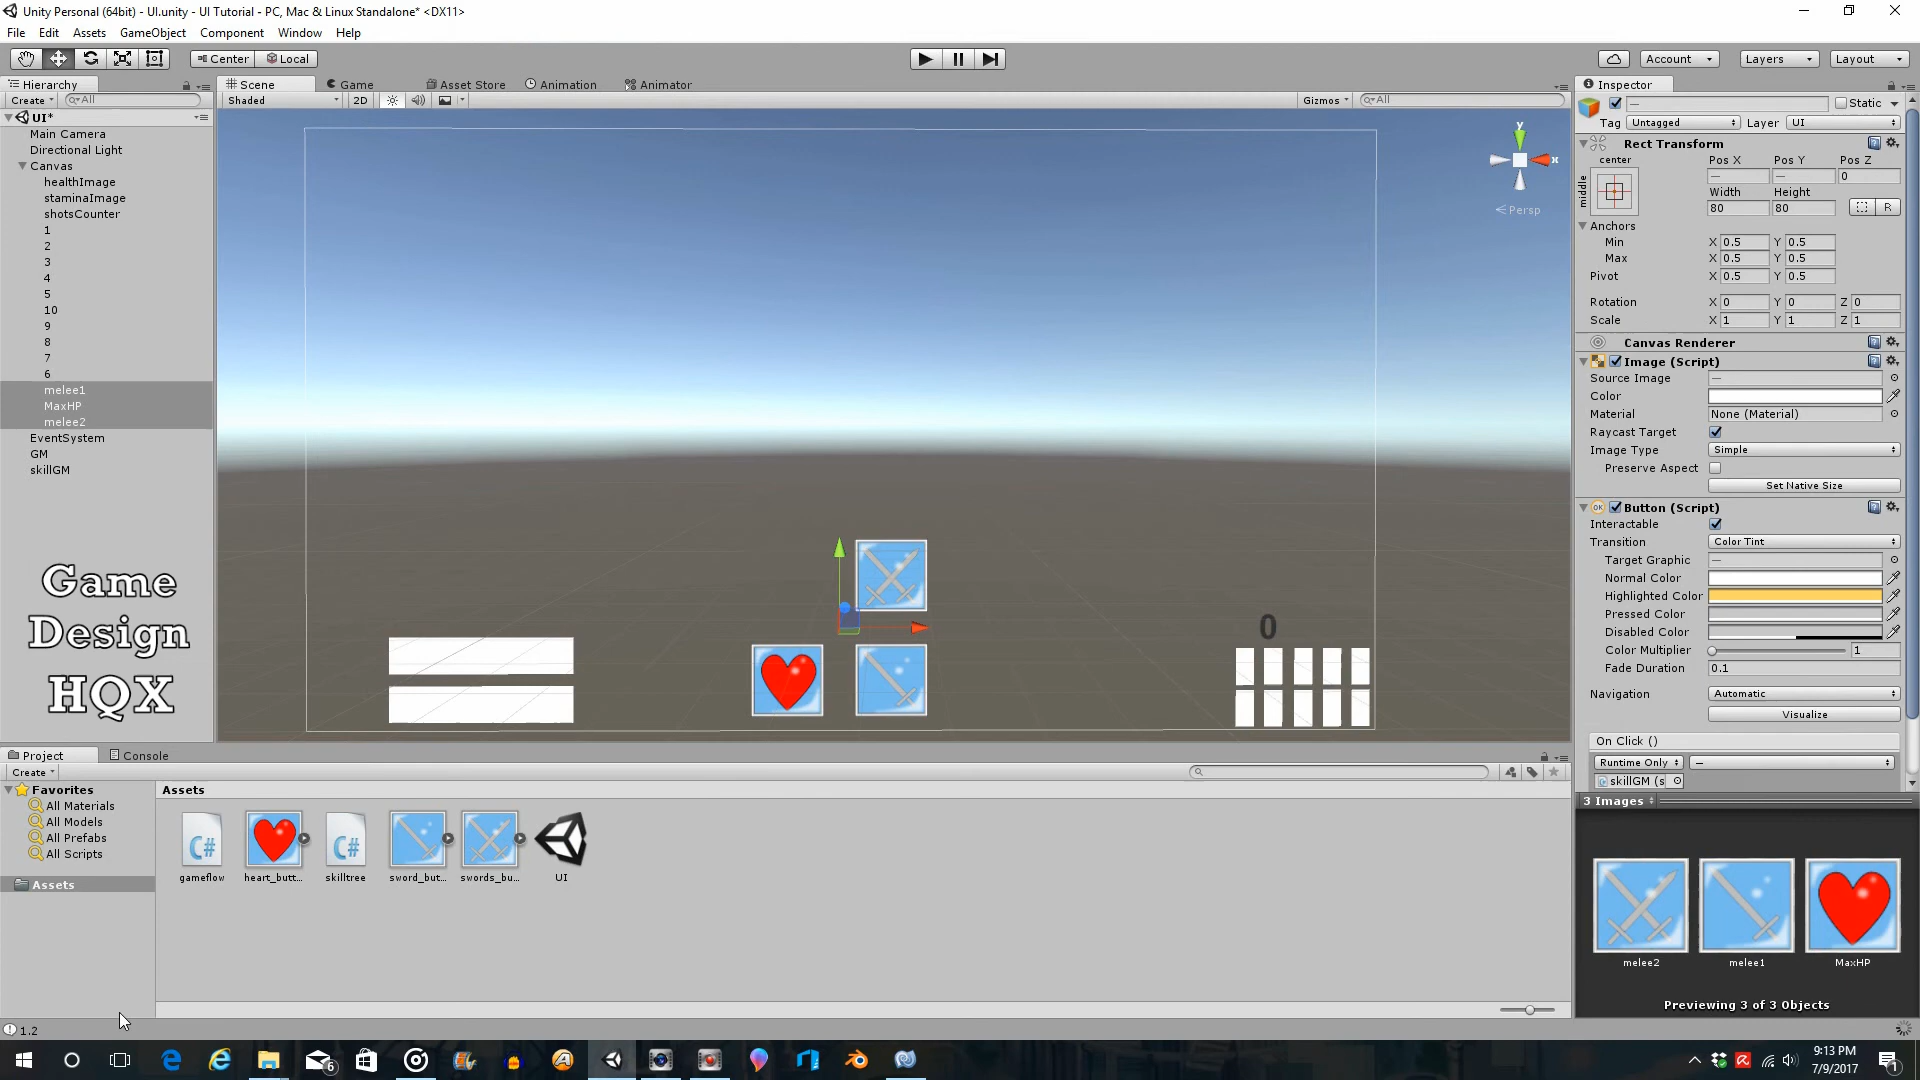 Unity Personal (64bit) - UI.unity - UI Tutorial - PC, Mac & Linux Standalone* <DX11>
File Edit Assets GameObject Component Window Help
Center Local
Account Layers Layout
Hierarchy
Create All
UI*
Main Camera
Directional Light
Canvas
healthImage
staminaImage
shotsCounter
1
2
3
4
5
10
9
8
7
6
melee1
MaxHP
melee2
EventSystem
GM
skillGM
Game
Design
HQX
Scene Game Asset Store Animation Animator
Shaded 2D Gizmos All
y
x
Persp
0
Inspector
— Static
Tag Untagged Layer UI
Rect Transform
center Pos X Pos Y Pos Z
middle — — 0
Width Height
80 80 R
Anchors
Min X 0.5 Y 0.5
Max X 0.5 Y 0.5
Pivot X 0.5 Y 0.5
Rotation X 0 Y 0 Z 0
Scale X 1 Y 1 Z 1
Canvas Renderer
Image (Script)
Source Image —
Color
Material None (Material)
Raycast Target
Image Type Simple
Preserve Aspect
Set Native Size
OK Button (Script)
Interactable
Transition Color Tint
Target Graphic —
Normal Color
Highlighted Color
Pressed Color
Disabled Color
Color Multiplier 1
Fade Duration 0.1
Navigation Automatic
Visualize
On Click ()
Runtime Only —
skillGM (s
3 Images
melee2 melee1 MaxHP
Previewing 3 of 3 Objects
Project Console
Create
Favorites
All Materials
All Models
All Prefabs
All Scripts
Assets
Assets
C# C#
gameflow heart_butt... skilltree sword_but... swords_bu... UI
1.2
6
9:13 PM
7/9/2017
1